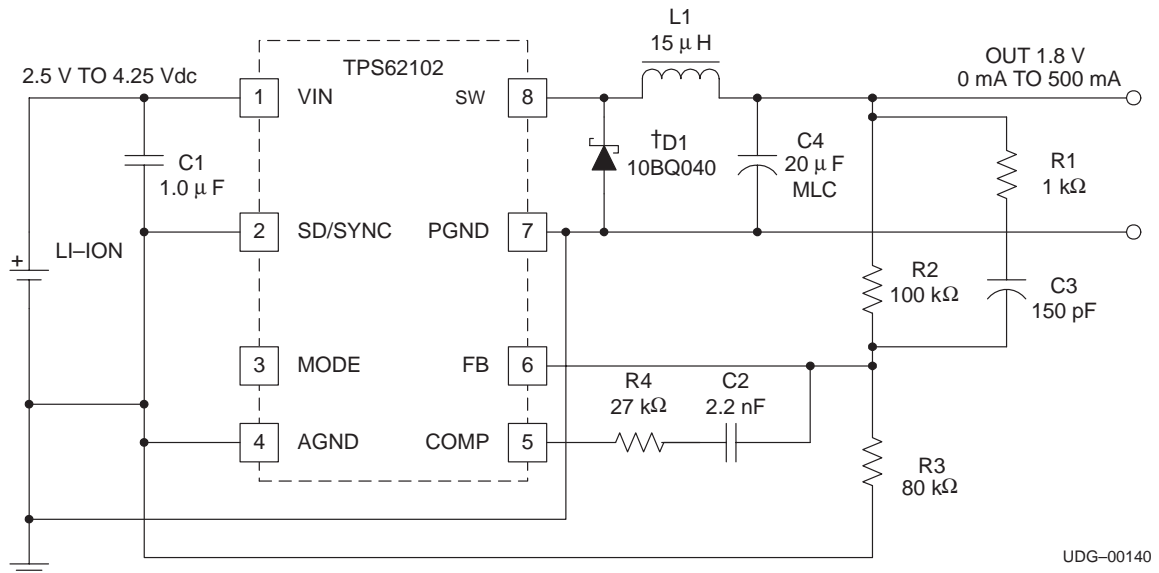 L1
15 μ H
OUT 1.8 V
0 mA TO 500 mA
2.5 V TO 4.25 Vdc
TPS62102
1 VIN
SW 8
C1
1.0 μ F
†D1
10BQ040
C4
20 μ F
MLC
R1
1 kΩ
2 SD/SYNC
PGND 7
+
LI–ION
R2
100 kΩ
C3
150 pF
3 MODE
FB 6
R4
27 kΩ
C2
2.2 nF
4 AGND
COMP 5
R3
80 kΩ
UDG–00140